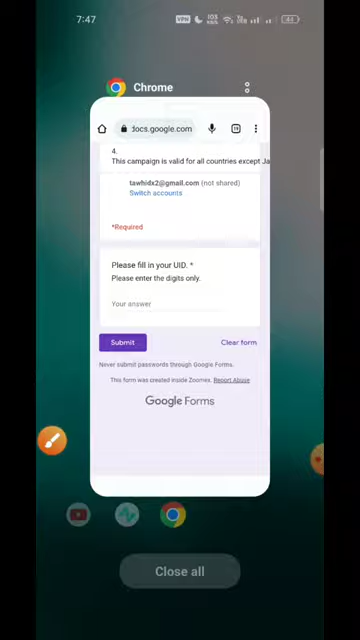 7:47
VPN
44
Chrome
docs.google.com
4.
This campaign is valid for all countries except Ja
tawhidx2@gmail.com (not shared)
Switch accounts
*Required
Please fill in your UID. *
Please enter the digits only.
Your answer
Submit
Clear form
Never submit passwords through Google Forms.
This form was created inside Zoomex. Report Abuse
Google Forms
Close all